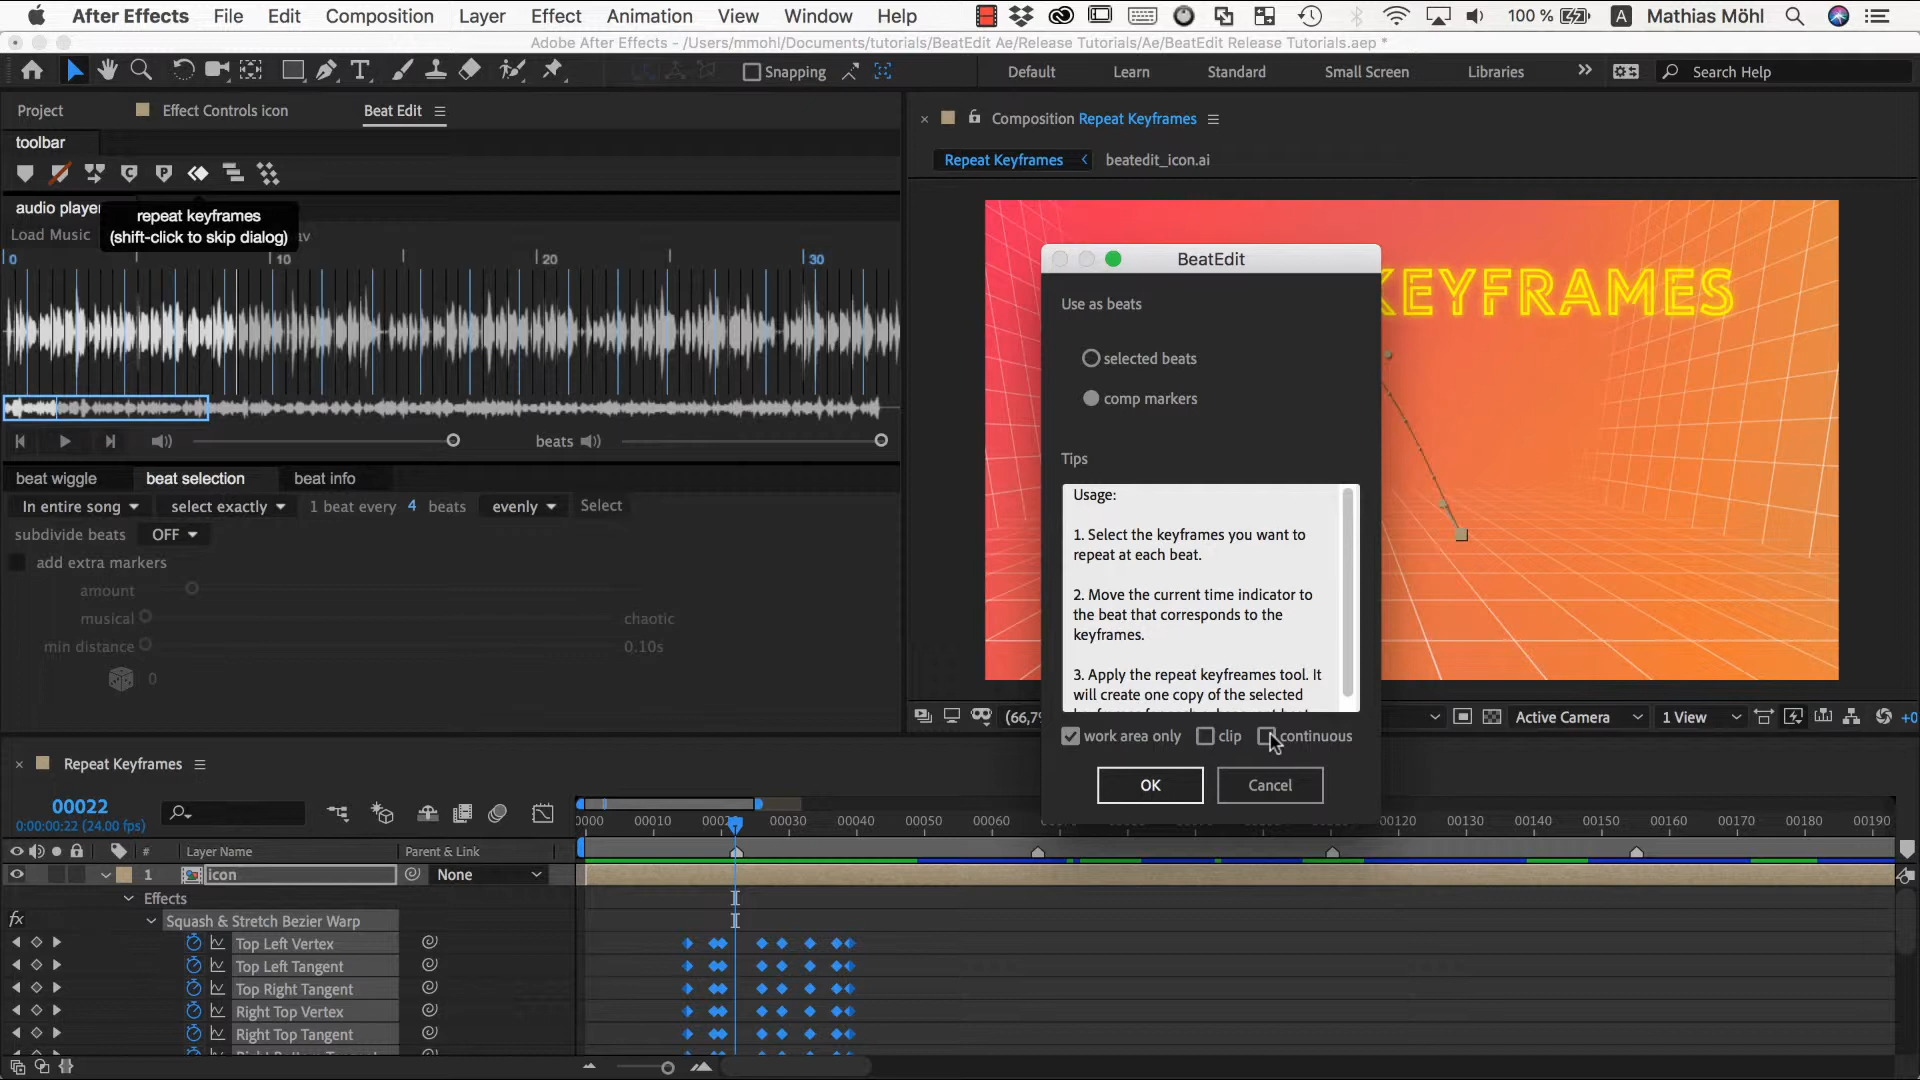 After Effects File Edit Composition Layer Effect Animation View Window Help 100 % A Mathias Möhl
Adobe After Effects - /Users/mmohl/Documents/tutorials/BeatEdit Ae/Release Tutorials/Ae/BeatEdit Release Tutorials.aep *
Snapping Default Learn Standard Small Screen Libraries Search Help
Project Effect Controls icon Beat Edit
Composition Repeat Keyframes
toolbar
Repeat Keyframes beatedit_icon.ai
C P
audio player
repeat keyframes
(shift-click to skip dialog)
Load Music
0 10 20 30
BeatEdit
KEYFRAMES
Use as beats
selected beats
comp markers
beats
Tips
beat wiggle beat selection beat info
In entire song select exactly 1 beat every 4 beats evenly Select
subdivide beats OFF
add extra markers
amount
musical chaotic
min distance 0.10s
0
Usage:
1. Select the keyframes you want to
repeat at each beat.
2. Move the current time indicator to
the beat that corresponds to the
keyframes.
3. Apply the repeat keyfreames tool. It
will create one copy of the selected
(66,7 Active Camera 1 View +0
work area only clip continuous
OK Cancel
Repeat Keyframes
00022
0:00:00:22 (24.00 fps)
0000 00010 00030 00040 00050 00060 00120 00130 00140 00150 00160 00170 00180 00190
# Layer Name Parent & Link
1 icon None
Effects
fx Squash & Stretch Bezier Warp
Top Left Vertex
Top Left Tangent
Top Right Tangent
Right Top Vertex
Right Top Tangent